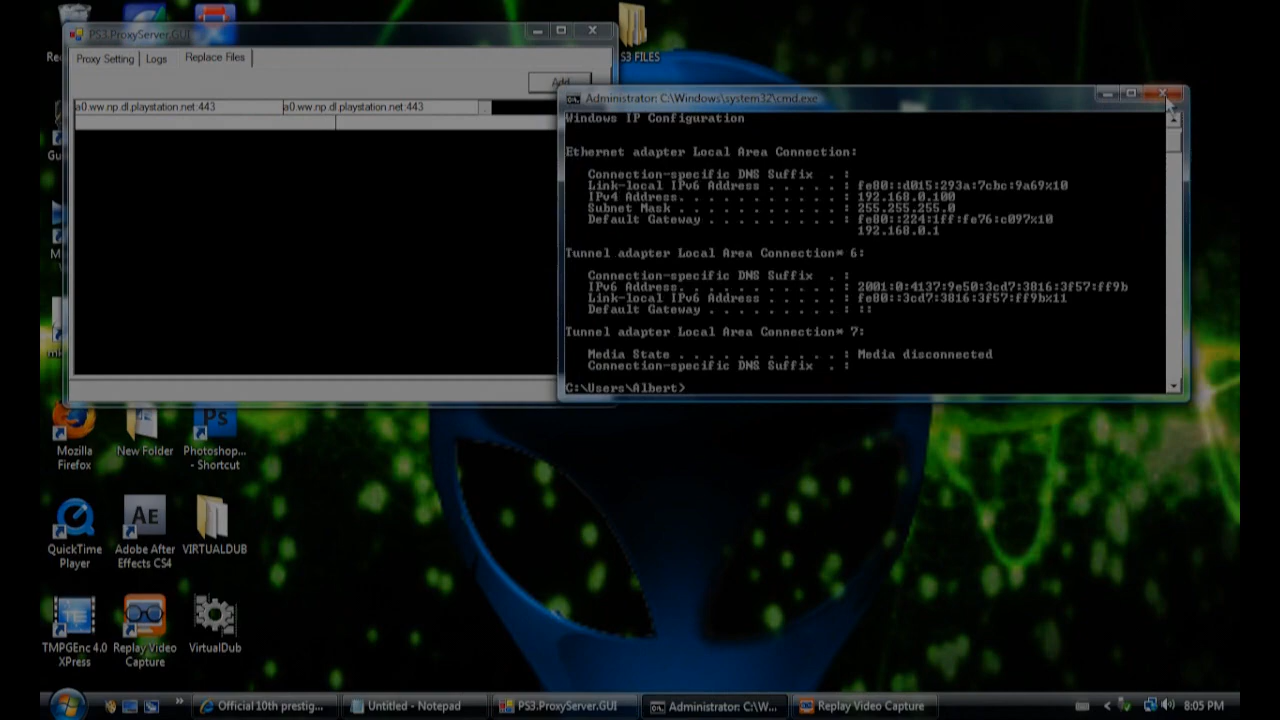 PS3.ProxyServer.GUI
Proxy Setting
Logs
Replace Files
Add
a0.ww.np.dl.playstation.net:443
a0.ww.np.dl.playstation.net:443
S3 FILES
Administrator: C:\Windows\system32\cmd.exe
Windows IP Configuration
Ethernet adapter Local Area Connection:
Connection-specific DNS Suffix . :
Link-local IPv6 Address . . . . . : fe80::d015:293a:7cbc:9a69%10
IPv4 Address. . . . . . . . . . . : 192.168.0.100
Subnet Mask . . . . . . . . . . . : 255.255.255.0
Default Gateway . . . . . . . . . : fe80::224:1ff:fe76:c097%10
192.168.0.1
Tunnel adapter Local Area Connection* 6:
Connection-specific DNS Suffix . :
IPv6 Address. . . . . . . . . . . : 2001:0:4137:9e50:3cd7:3816:3f57:ff9b
Link-local IPv6 Address . . . . . : fe80::3cd7:3816:3f57:ff9b%11
Default Gateway . . . . . . . . . : ::
Tunnel adapter Local Area Connection* 7:
Media State . . . . . . . . . . . : Media disconnected
Connection-specific DNS Suffix . :
C:\Users\Albert>
Mozilla Firefox
New Folder
Photoshop... - Shortcut
QuickTime Player
Adobe After Effects CS4
VIRTUALDUB
TMPGEnc 4.0 XPress
Replay Video Capture
VirtualDub
Official 10th prestig...
Untitled - Notepad
PS3.ProxyServer.GUI
Administrator: C:\W...
Replay Video Capture
8:05 PM